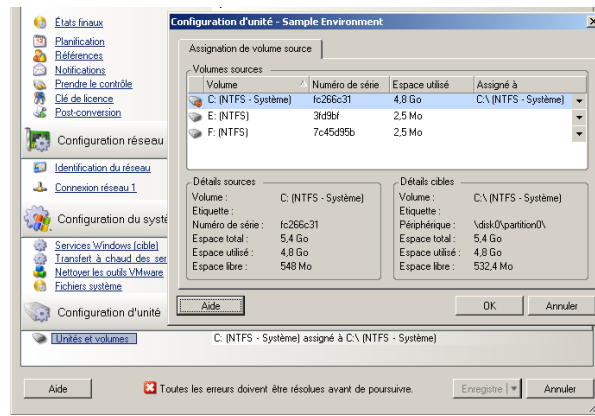 États finaux
Planification
Références
Notifications
Prendre le contrôle
Clé de licence
Post-conversion
Configuration réseau
Identification du réseau
Connexion réseau 1
Configuration du systè
Services Windows (cible)
Transfert à chaud des ser
Nettoyer les outils VMware
Fichiers système
Configuration d'unité
Unités et volumes
C: (NTFS - Système) assigné à C:\ (NTFS - Système)
Configuration d'unité - Sample Environment
Assignation de volume source
Volumes sources
Volume Numéro de série Espace utilisé Assigné à
C: (NTFS - Système) fc266c31 4,8 Go C:\ (NTFS - Système)
E: (NTFS) 3fd9bf 2,5 Mo
F: (NTFS) 7c45d95b 2,5 Mo
Détails sources
Volume : C: (NTFS - Système)
Etiquette :
Numéro de série : fc266c31
Espace total : 5,4 Go
Espace utilisé : 4,8 Go
Espace libre : 548 Mo
Détails cibles
Volume : C:\ (NTFS - Système)
Etiquette :
Périphérique : \disk0\partition0\
Espace total : 5,4 Go
Espace utilisé : 4,8 Go
Espace libre : 532,4 Mo
Aide OK Annuler
Aide Toutes les erreurs doivent être résolues avant de poursuivre. Enregistre Annuler